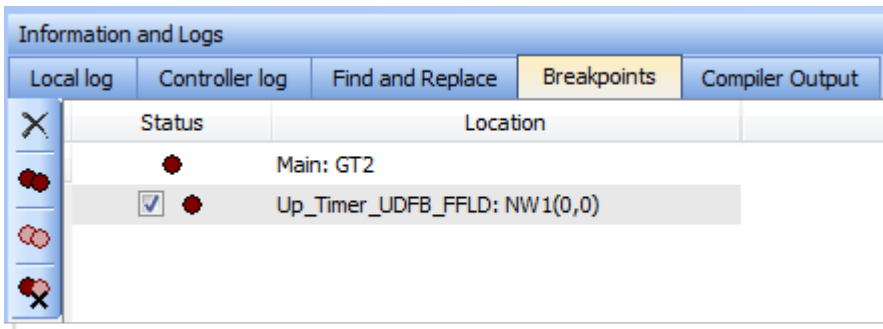 Information and Logs
Local log Controller log Find and Replace Breakpoints Compiler Output
Status Location
Main: GT2
Up_Timer_UDFB_FFLD: NW1(0,0)